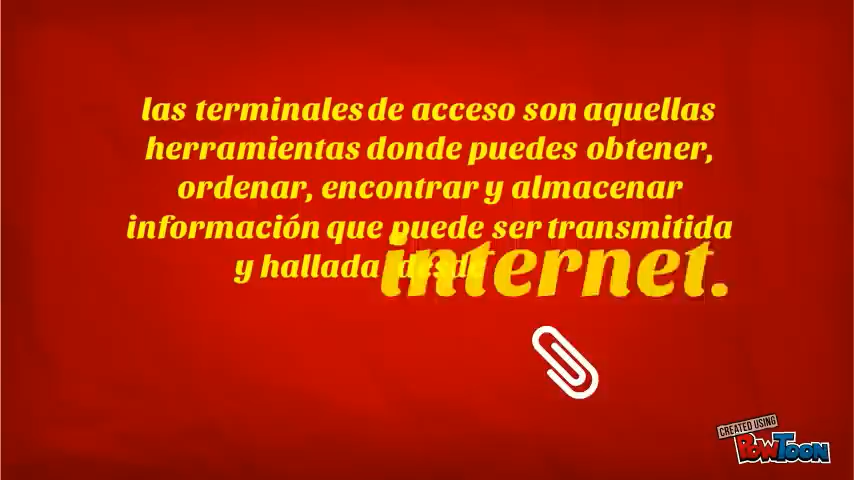 las terminales de acceso son aquellas
herramientas donde puedes obtener,
ordenar, encontrar y almacenar
información que puede ser transmitida
y hallada desde internet.
CREATED USING
POWTOON